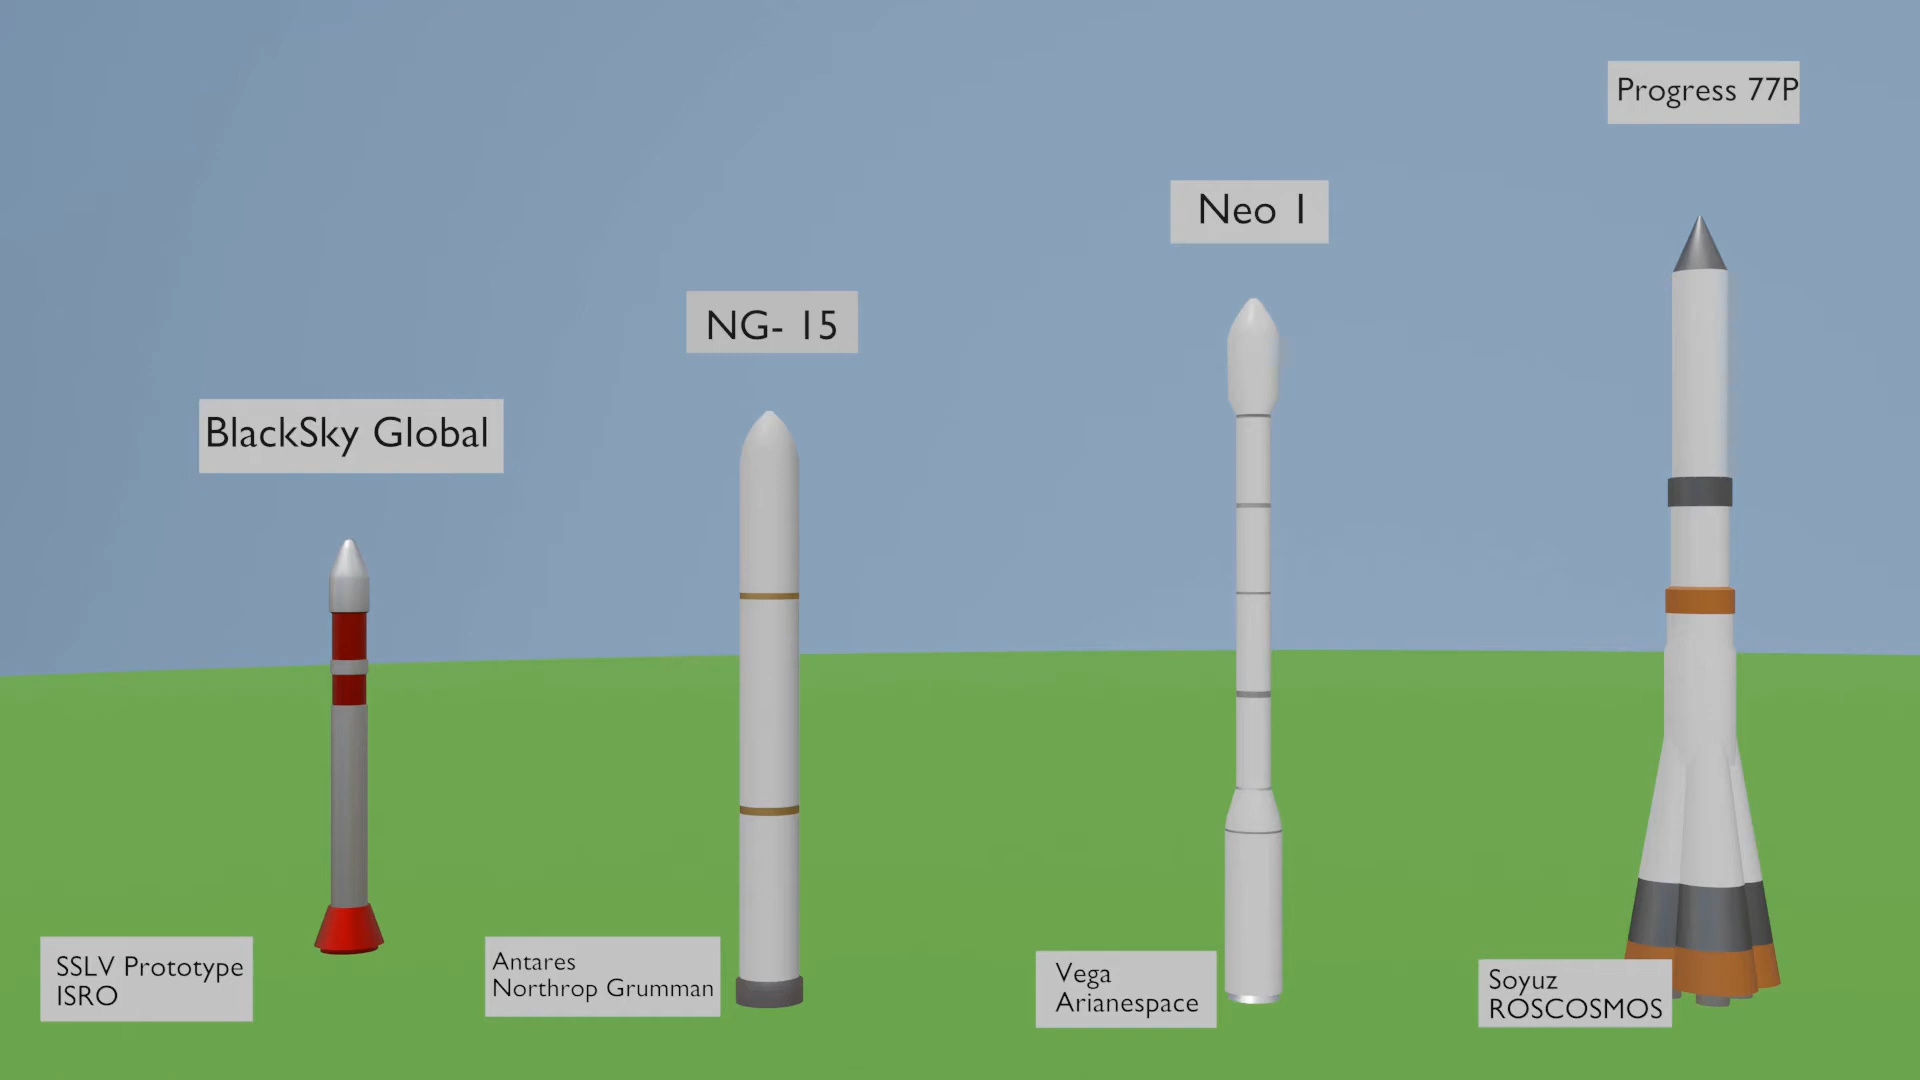 Progress 77P
Neo 1
NG- 15
BlackSky Global
SSLV Prototype
ISRO
Antares
Northrop Grumman
Vega
Arianespace
Soyuz
ROSCOSMOS